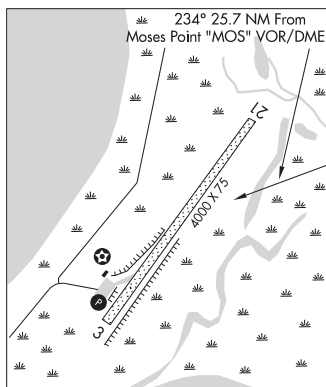 234° 25.7 NM From
Moses Point "MOS" VOR/DME
21
4000 X 75
P
3